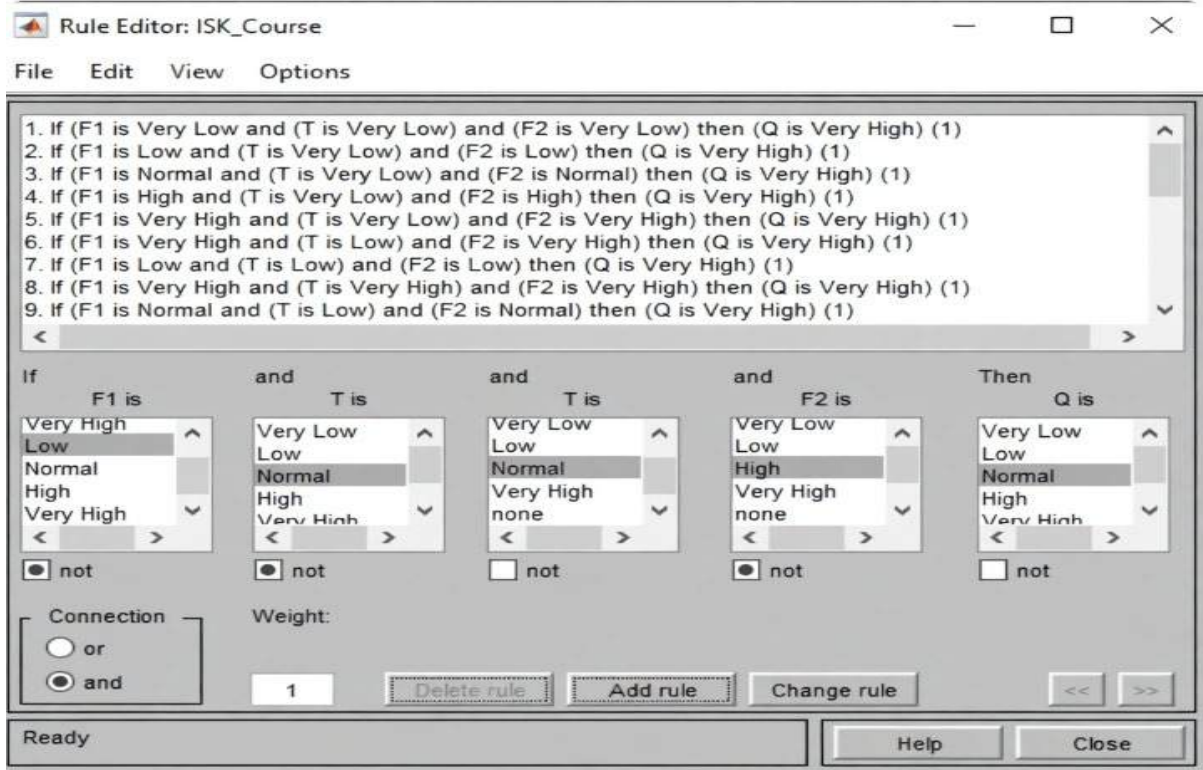 Rule Editor: ISK_Course
File Edit View Options
1. If (F1 is Very Low and (T is Very Low) and (F2 is Very Low) then (Q is Very High) (1)
2. If (F1 is Low and (T is Very Low) and (F2 is Low) then (Q is Very High) (1)
3. If (F1 is Normal and (T is Very Low) and (F2 is Normal) then (Q is Very High) (1)
4. If (F1 is High and (T is Very Low) and (F2 is High) then (Q is Very High) (1)
5. If (F1 is Very High and (T is Very Low) and (F2 is Very High) then (Q is Very High) (1)
6. If (F1 is Very High and (T is Low) and (F2 is Very High) then (Q is Very High) (1)
7. If (F1 is Low and (T is Low) and (F2 is Low) then (Q is Very High) (1)
8. If (F1 is Very High and (T is Very High) and (F2 is Very High) then (Q is Very High) (1)
9. If (F1 is Normal and (T is Low) and (F2 is Normal) then (Q is Very High) (1)
If and and and Then
F1 is T is T is F2 is Q is
Very High
Low
Normal
High
Very High
not
Very Low
Low
Normal
High
Very High
not
Very Low
Low
Normal
Very High
none
not
Very Low
Low
High
Very High
none
not
Very Low
Low
Normal
High
Very High
not
Connection
or
and
Weight:
1
Delete rule Add rule Change rule << >>
Ready
Help Close